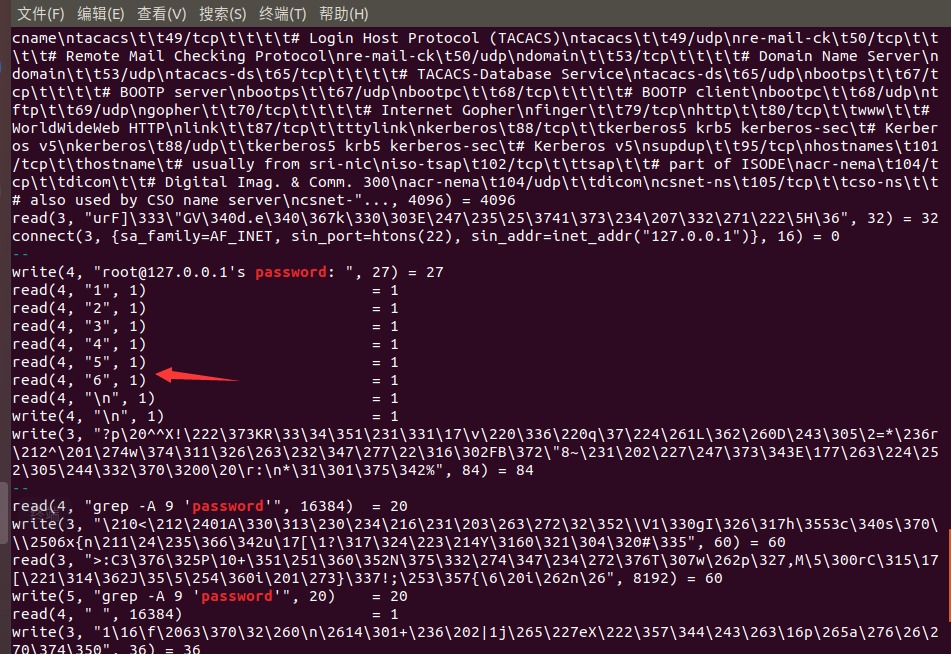 文件(F) 编辑(E) 查看(V) 搜索(S) 终端(T) 帮助(H)
cname\ntacacs\t\t49/tcp\t\t\t\t# Login Host Protocol (TACACS)\ntacacs\t\t49/udp\nre-mail-ck\t50/tcp\t\t
\t\t# Remote Mail Checking Protocol\nre-mail-ck\t50/udp\ndomain\t\t53/tcp\t\t\t\t# Domain Name Server\n
domain\t\t53/udp\ntacacs-ds\t65/tcp\t\t\t\t# TACACS-Database Service\ntacacs-ds\t65/udp\nbootps\t\t67/t
cp\t\t\t\t# BOOTP server\nbootps\t\t67/udp\nbootpc\t\t68/tcp\t\t\t\t# BOOTP client\nbootpc\t\t68/udp\nt
ftp\t\t69/udp\ngopher\t\t70/tcp\t\t\t\t# Internet Gopher\nfinger\t\t79/tcp\nhttp\t\t80/tcp\t\twww\t\t#
WorldWideWeb HTTP\nlink\t\t87/tcp\t\tttylink\nkerberos\t88/tcp\t\tkerberos5 krb5 kerberos-sec\t# Kerber
os v5\nkerberos\t88/udp\t\tkerberos5 krb5 kerberos-sec\t# Kerberos v5\nsupdup\t\t95/tcp\nhostnames\t101
/tcp\t\thostname\t# usually from sri-nic\niso-tsap\t102/tcp\t\ttsap\t\t# part of ISODE\nacr-nema\t104/t
cp\t\tdicom\t\t# Digital Imag. & Comm. 300\nacr-nema\t104/udp\t\tdicom\ncsnet-ns\t105/tcp\t\tcso-ns\t\t
# also used by CSO name server\ncsnet-"..., 4096) = 4096
read(3, "urF]\333\"GV\340d.e\340\367k\330\303E\247\235\25\3741\373\234\207\332\271\222\5H\36", 32) = 32
connect(3, {sa_family=AF_INET, sin_port=htons(22), sin_addr=inet_addr("127.0.0.1")}, 16) = 0
--
write(4, "root@127.0.0.1's password: ", 27) = 27
read(4, "1", 1) = 1
read(4, "2", 1) = 1
read(4, "3", 1) = 1
read(4, "4", 1) = 1
read(4, "5", 1) = 1
read(4, "6", 1) = 1
read(4, "\n", 1) = 1
write(4, "\n", 1) = 1
write(3, "?p\20^^X!\222\373KR\33\34\351\231\331\17\v\220\336\220q\37\224\261L\362\260D\243\305\2=*\236r
\212^\201\274w\374\311\326\263\232\347\277\22\316\302FB\372\"8~\231\202\227\247\373\343E\177\263\224\25
2\305\244\332\370\3200\20\r:\n*\31\301\375\342%", 84) = 84
--
read(4, "grep -A 9 'password'", 16384) = 20
write(3, "\210<\212\2401A\330\313\230\234\216\231\203\263\272\32\352\\V1\330gI\326\317h\3553c\340s\370\
\\2506x{n\211\24\235\366\342u\17[\1?\317\324\223\214Y\3160\321\304\320#\335", 60) = 60
read(3, ">:C3\376\325P\10+\351\251\360\352N\375\332\274\347\234\272\376T\307w\262p\327,M\5\300rC\315\17
[\221\314\362J\35\5\254\360i\201\273}\337!;\253\357{\6\20i\262n\26", 8192) = 60
write(5, "grep -A 9 'password'", 20) = 20
read(4, " ", 16384) = 1
write(3, "1\16\f\2063\370\32\260\n\2614\301+\236\202|1j\265\227eX\222\357\344\243\263\16p\265a\276\26\2
70\374\350", 36) = 36